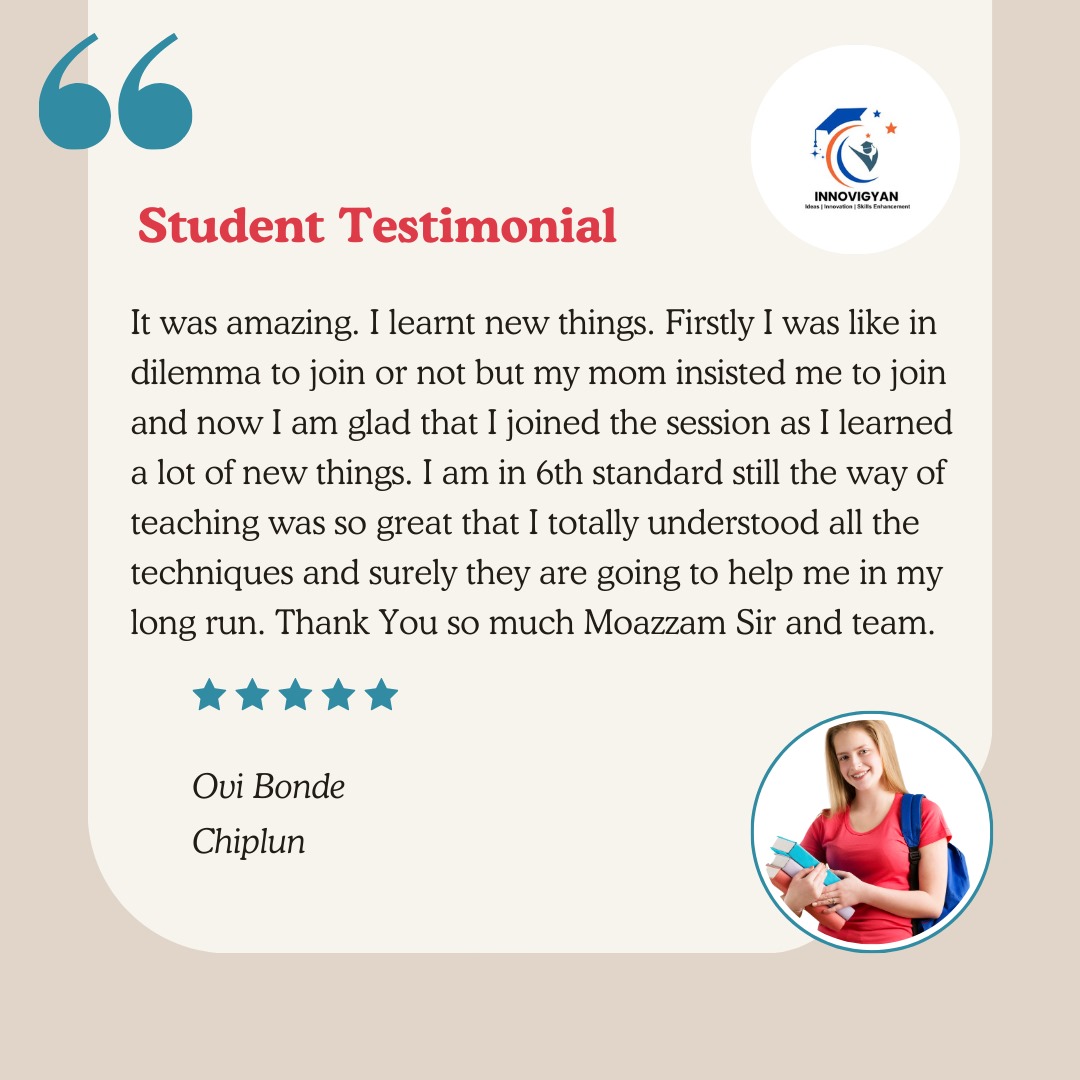 INNOVIGYAN
Ideas | Innovation | Skills Enhancement
Student Testimonial
It was amazing. I learnt new things. Firstly I was like in
dilemma to join or not but my mom insisted me to join
and now I am glad that I joined the session as I learned
a lot of new things. I am in 6th standard still the way of
teaching was so great that I totally understood all the
techniques and surely they are going to help me in my
long run. Thank You so much Moazzam Sir and team.
Ovi Bonde
Chiplun